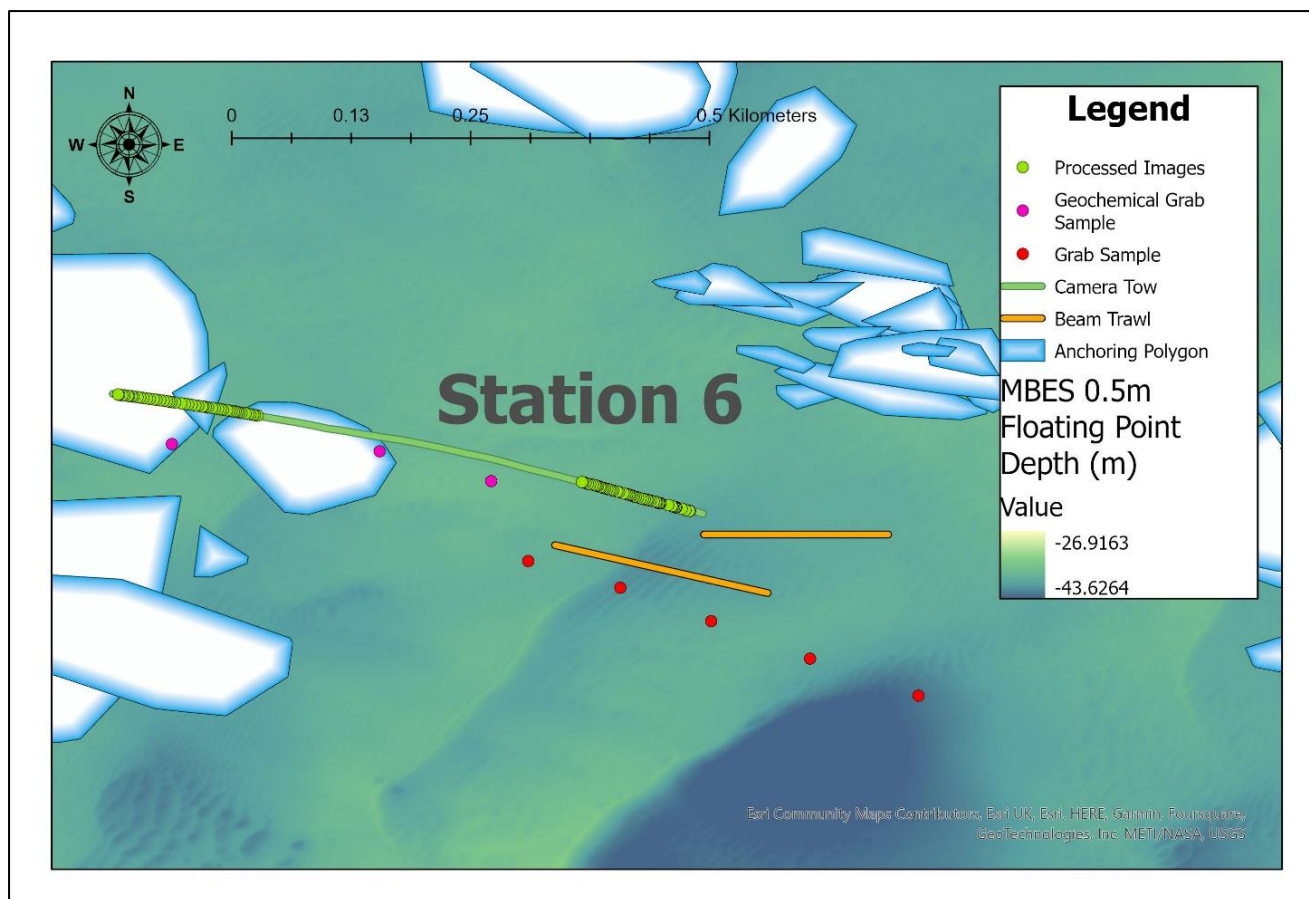 N
W E
S
0 0.13 0.25 0.5 Kilometers
Station 6
Legend
Processed Images
Geochemical Grab
Sample
Grab Sample
Camera Tow
Beam Trawl
Anchoring Polygon
MBES 0.5m
Floating Point
Depth (m)
Value
-26.9163
-43.6264
Esri Community Maps Contributors, Esri UK, Esri, HERE, Garmin, Foursquare,
GeoTechnologies, Inc, METI/NASA, USGS